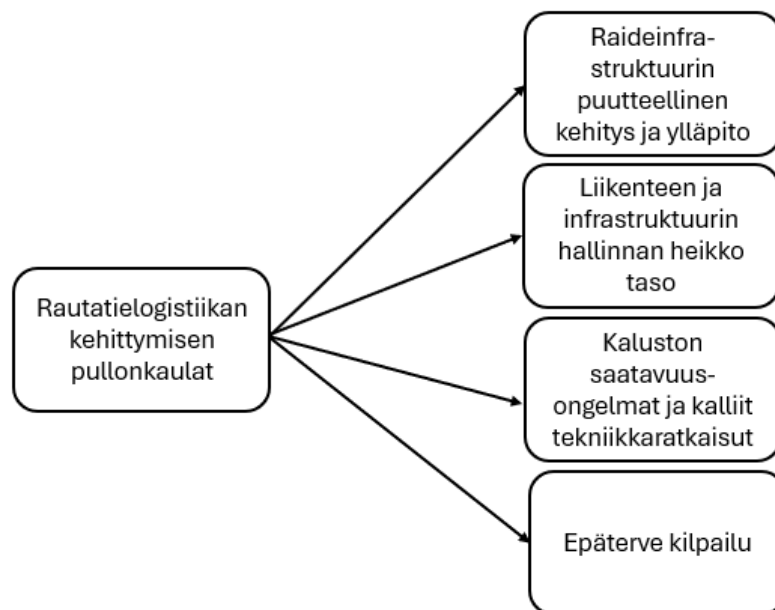 Raideinfra-
struktuurin
puutteellinen
kehitys ja ylläpito
Liikenteen ja
infrastruktuurin
hallinnan heikko
taso
Rautatielogistiikan
kehittymisen
pullonkaulat
Kaluston
saatavuus-
ongelmat ja kalliit
tekniikkaratkaisut
Epäterve kilpailu